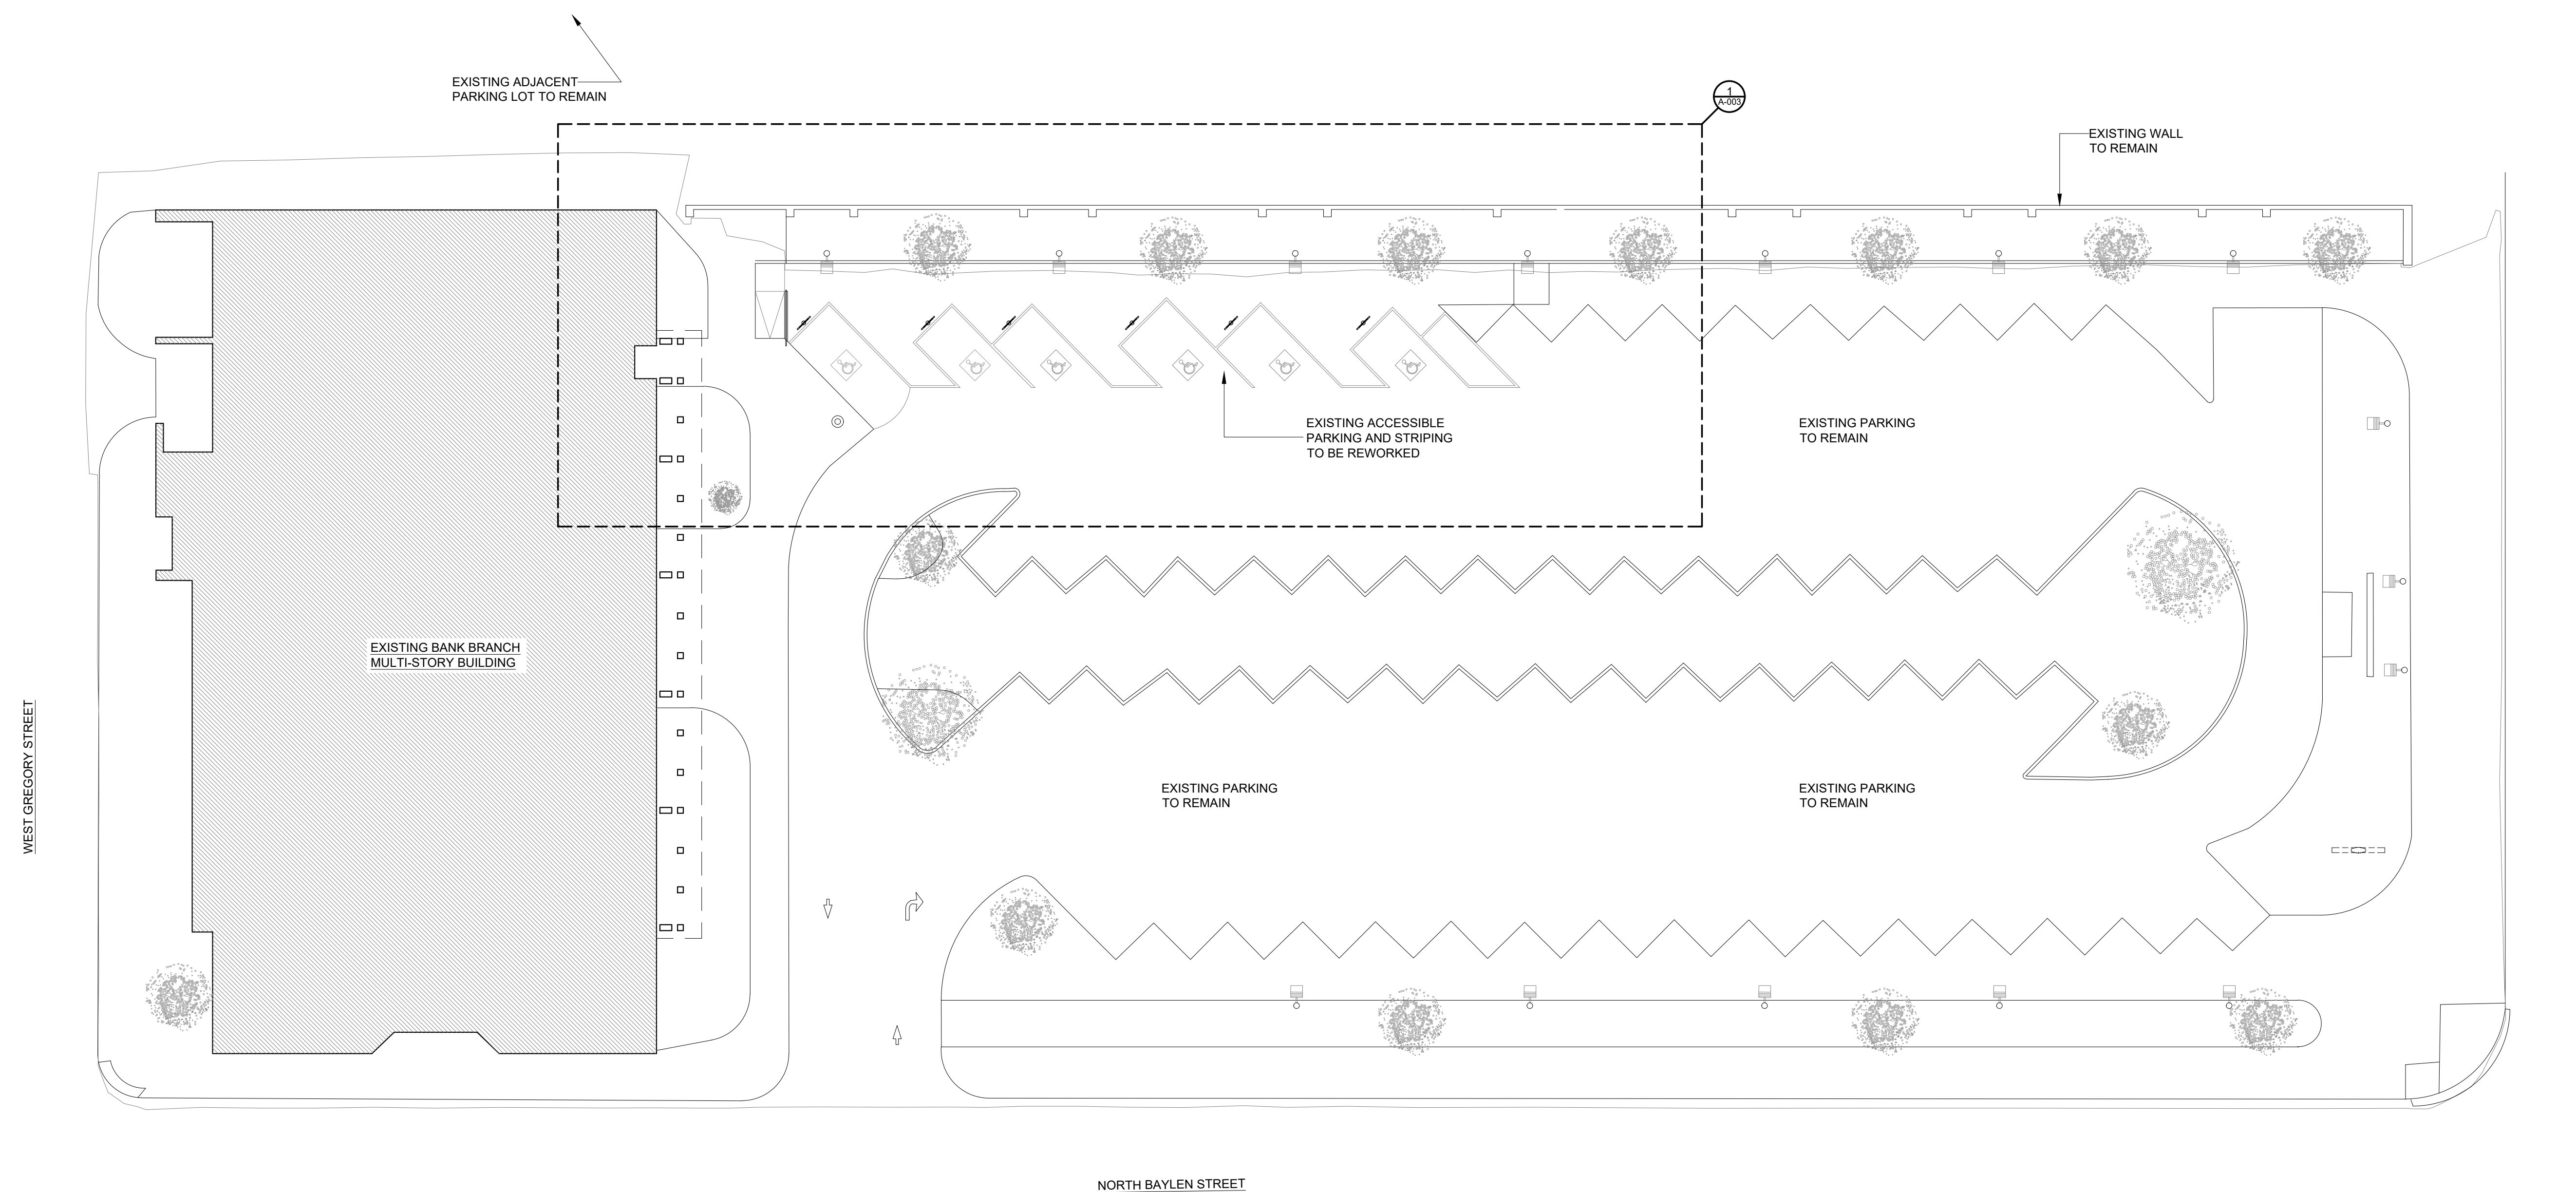 EXISTING ADJACENT
PARKING LOT TO REMAIN
1
A-003
EXISTING WALL
TO REMAIN
EXISTING ACCESSIBLE
PARKING AND STRIPING
TO BE REWORKED
EXISTING PARKING
TO REMAIN
EXISTING BANK BRANCH
MULTI-STORY BUILDING
WEST GREGORY STREET
EXISTING PARKING
TO REMAIN
EXISTING PARKING
TO REMAIN
NORTH BAYLEN STREET